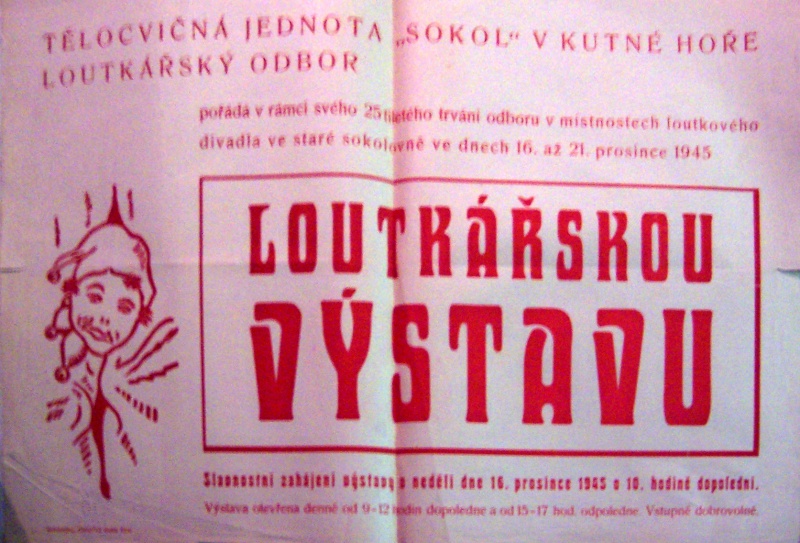 TĚLOCVIČNÁ JEDNOTA „SOKOL“ V KUTNÉ HOŘE
LOUTKÁŘSKÝ ODBOR
pořádá v rámci svého 25tiletého trvání odboru v místnostech loutkového
divadla ve staré sokolovně ve dnech 16. až 21. prosince 1945
LOUTKÁŘSKOU
VÝSTAVU
Slavnostní zahájení výstavy v neděli dne 16. prosince 1945 o 10. hodině dopolední.
Výstava otevřena denně od 9-12 hodin dopoledne a od 15-17 hod. odpoledne. Vstupné dobrovolné.